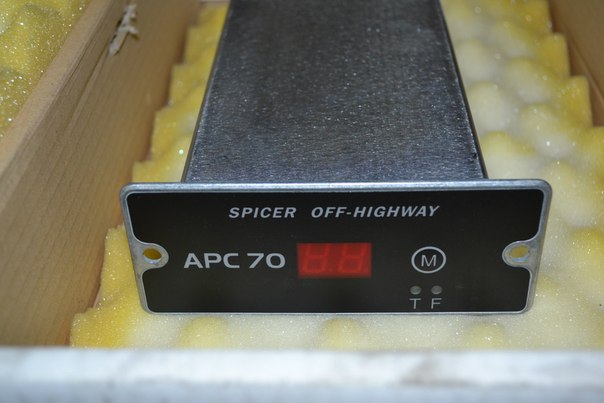 SPICER OFF-HIGHWAY
APC 70
M
T F